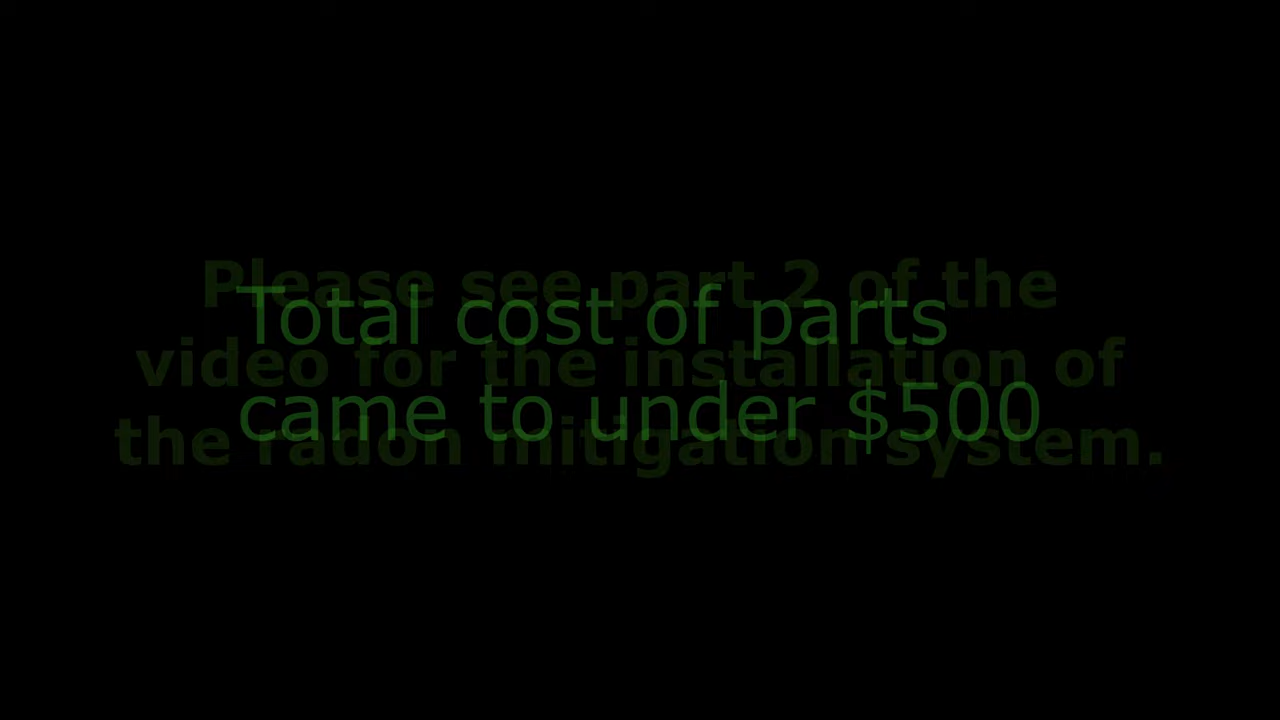 Please see part 2 of the
video for the installation of
the radon mitigation system.
Total cost of parts
came to under $500